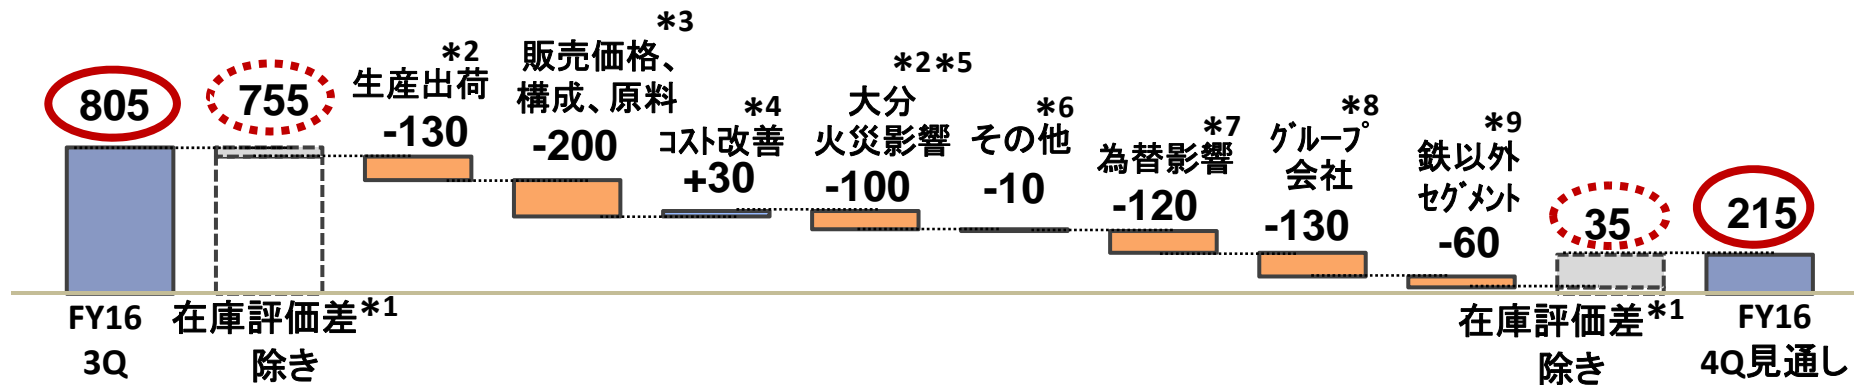 805
FY16
3Q
755
在庫評価差*1
除き
生産出荷*2
-130
販売価格、*3
構成、原料
-200
コスト改善*4
+30
*2*5
大分
火災影響
-100
その他*6
-10
為替影響*7
-120
グループ*8
会社
-130
*9
鉄以外
セグメント
-60
35
在庫評価差*1
除き
215
FY16
4Q見通し